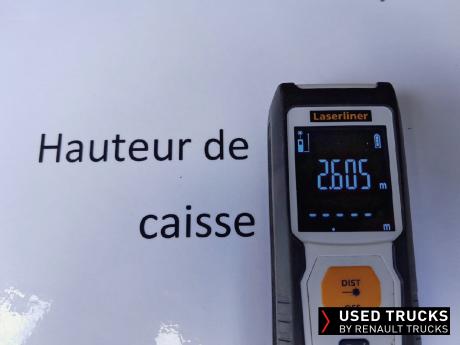 Hauteur de
caisse
Laserliner
2.605 m
- - - - - m
DIST
USED TRUCKS
BY RENAULT TRUCKS